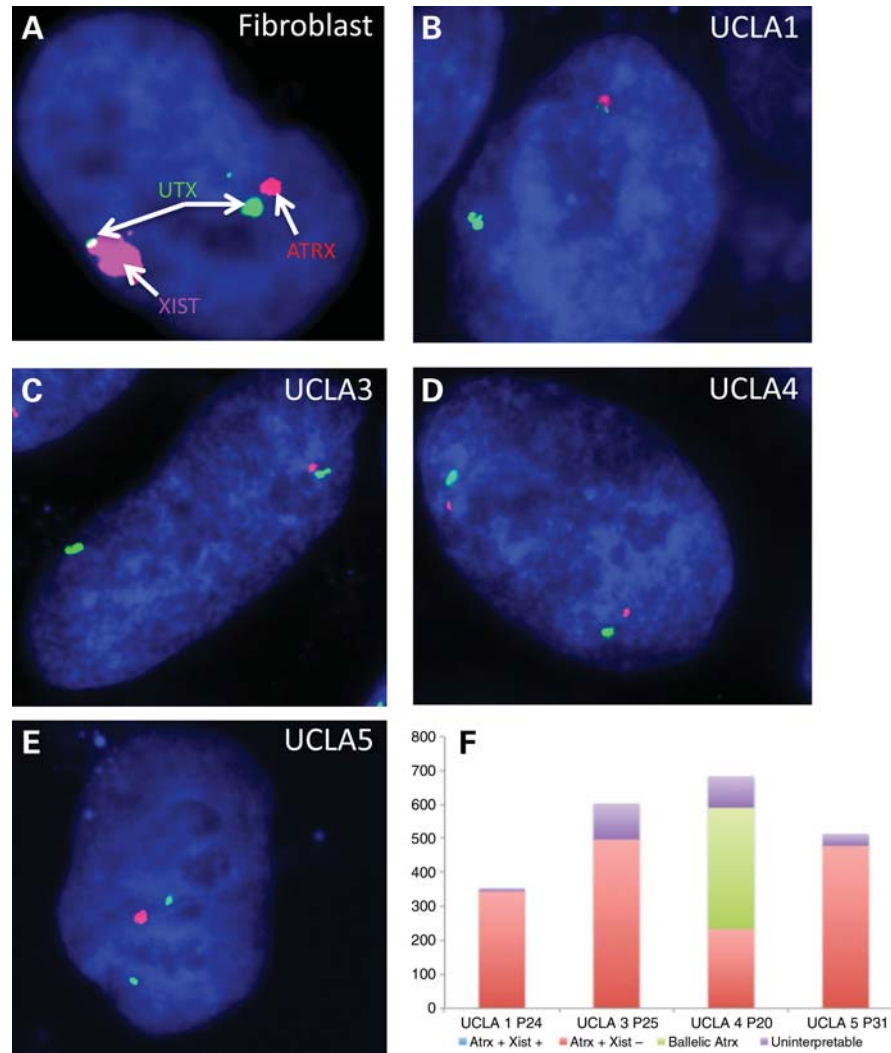 A
Fibroblast
UTX
ATRX
XIST
B
UCLA1
C
UCLA3
D
UCLA4
E
UCLA5
F
800
700
600
500
400
300
200
100
0
UCLA 1 P24 UCLA 3 P25 UCLA 4 P20 UCLA 5 P31
Atrx + Xist + Atrx + Xist – Ballelic Atrx Uninterpretable